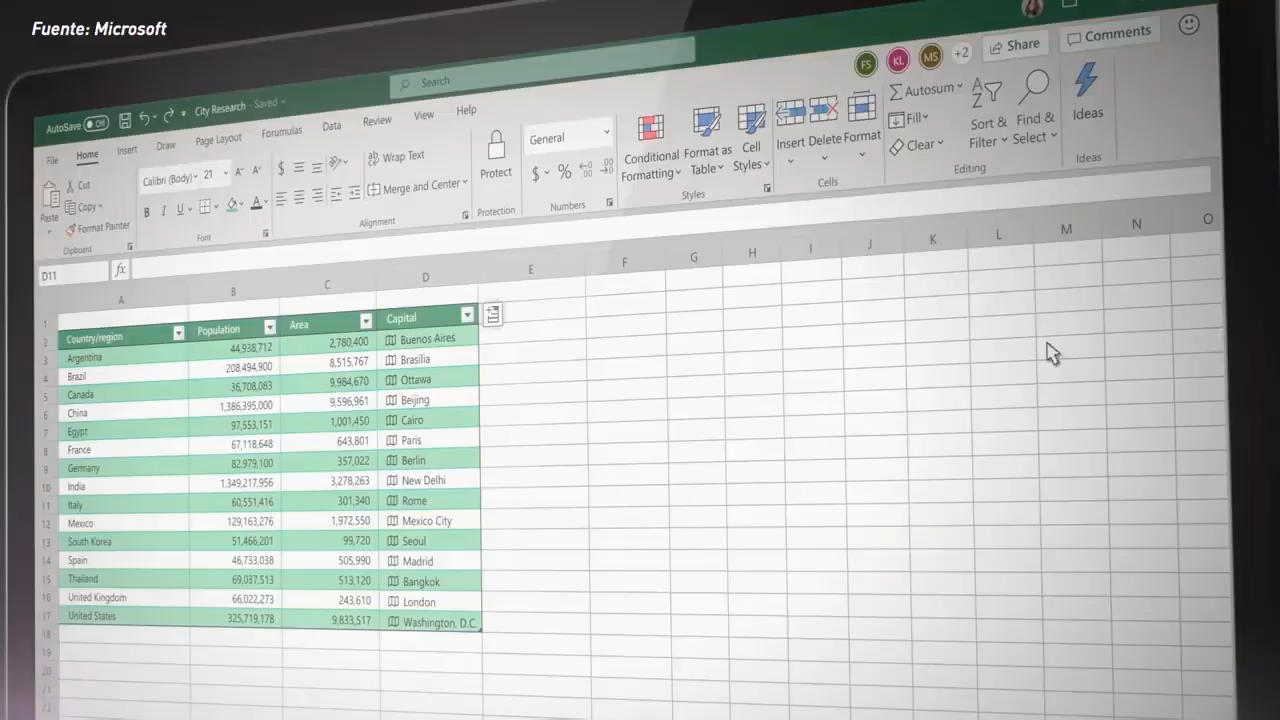 Fuente: Microsoft
AutoSave Off City Research - Saved Search
File Home Insert Draw Page Layout Formulas Data Review View Help Share Comments
Paste Cut Copy Format Painter Clipboard
Calibri (Body) 21 A A B I U A Font
$ ab Wrap Text Merge and Center Alignment
Protect Protection
General $ % Numbers
Conditional Formatting Format as Table Cell Styles Styles
Insert Delete Format Cells
Autosum Fill Clear Sort & Filter Find & Select Editing
Ideas Ideas
FS KL MS +2
D11 fx
A B C D E F G H I J K L M N O
1 Country/region Population Area Capital
2 Argentina 44,938,712 2,780,400 Buenos Aires
3 Brazil 208,494,900 8,515,767 Brasilia
4 Canada 36,708,083 9,984,670 Ottawa
5 China 1,386,395,000 9,596,961 Beijing
6 Egypt 97,553,151 1,001,450 Cairo
7 France 67,118,648 643,801 Paris
8 Germany 82,979,100 357,022 Berlin
9 India 1,349,217,956 3,278,263 New Delhi
10 Italy 60,551,416 301,340 Rome
11 Mexico 129,163,276 1,972,550 Mexico City
12 South Korea 51,466,201 99,720 Seoul
13 Spain 46,733,038 505,990 Madrid
14 Thailand 69,037,513 513,120 Bangkok
15 United Kingdom 66,022,273 243,610 London
16 United States 325,719,178 9,833,517 Washington, D.C.
17
18
19
20
21
22